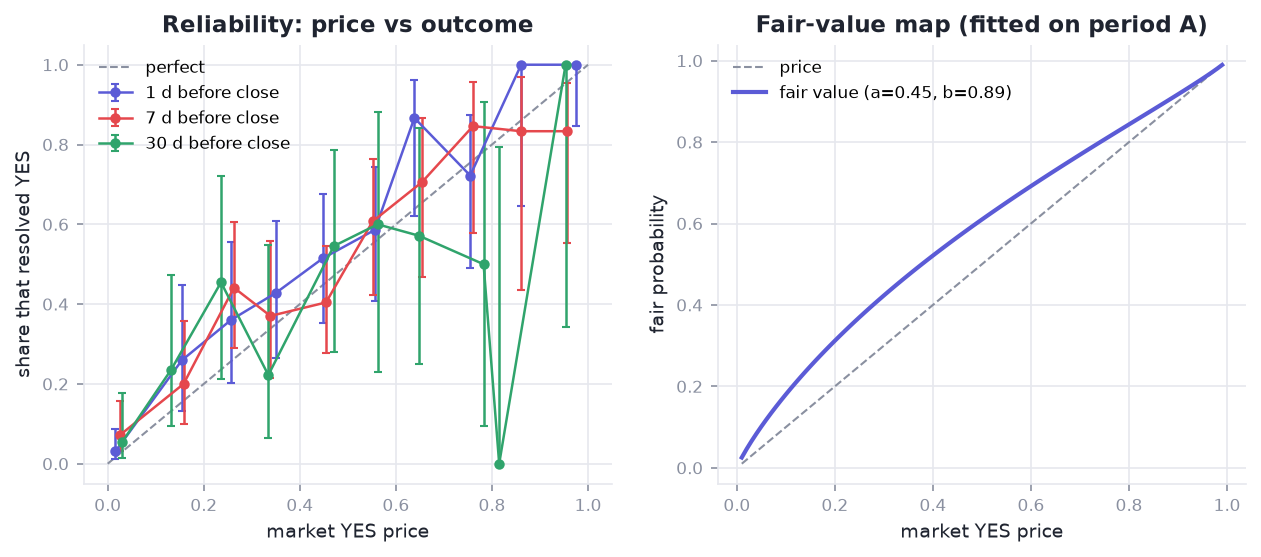 Reliability: price vs outcome
1.0
0.8
0.6
0.4
0.2
0.0
share that resolved YES
perfect
1 d before close
7 d before close
30 d before close
0.0 0.2 0.4 0.6 0.8 1.0
market YES price
Fair-value map (fitted on period A)
1.0
0.8
0.6
0.4
0.2
0.0
fair probability
price
fair value (a=0.45, b=0.89)
0.0 0.2 0.4 0.6 0.8 1.0
market YES price